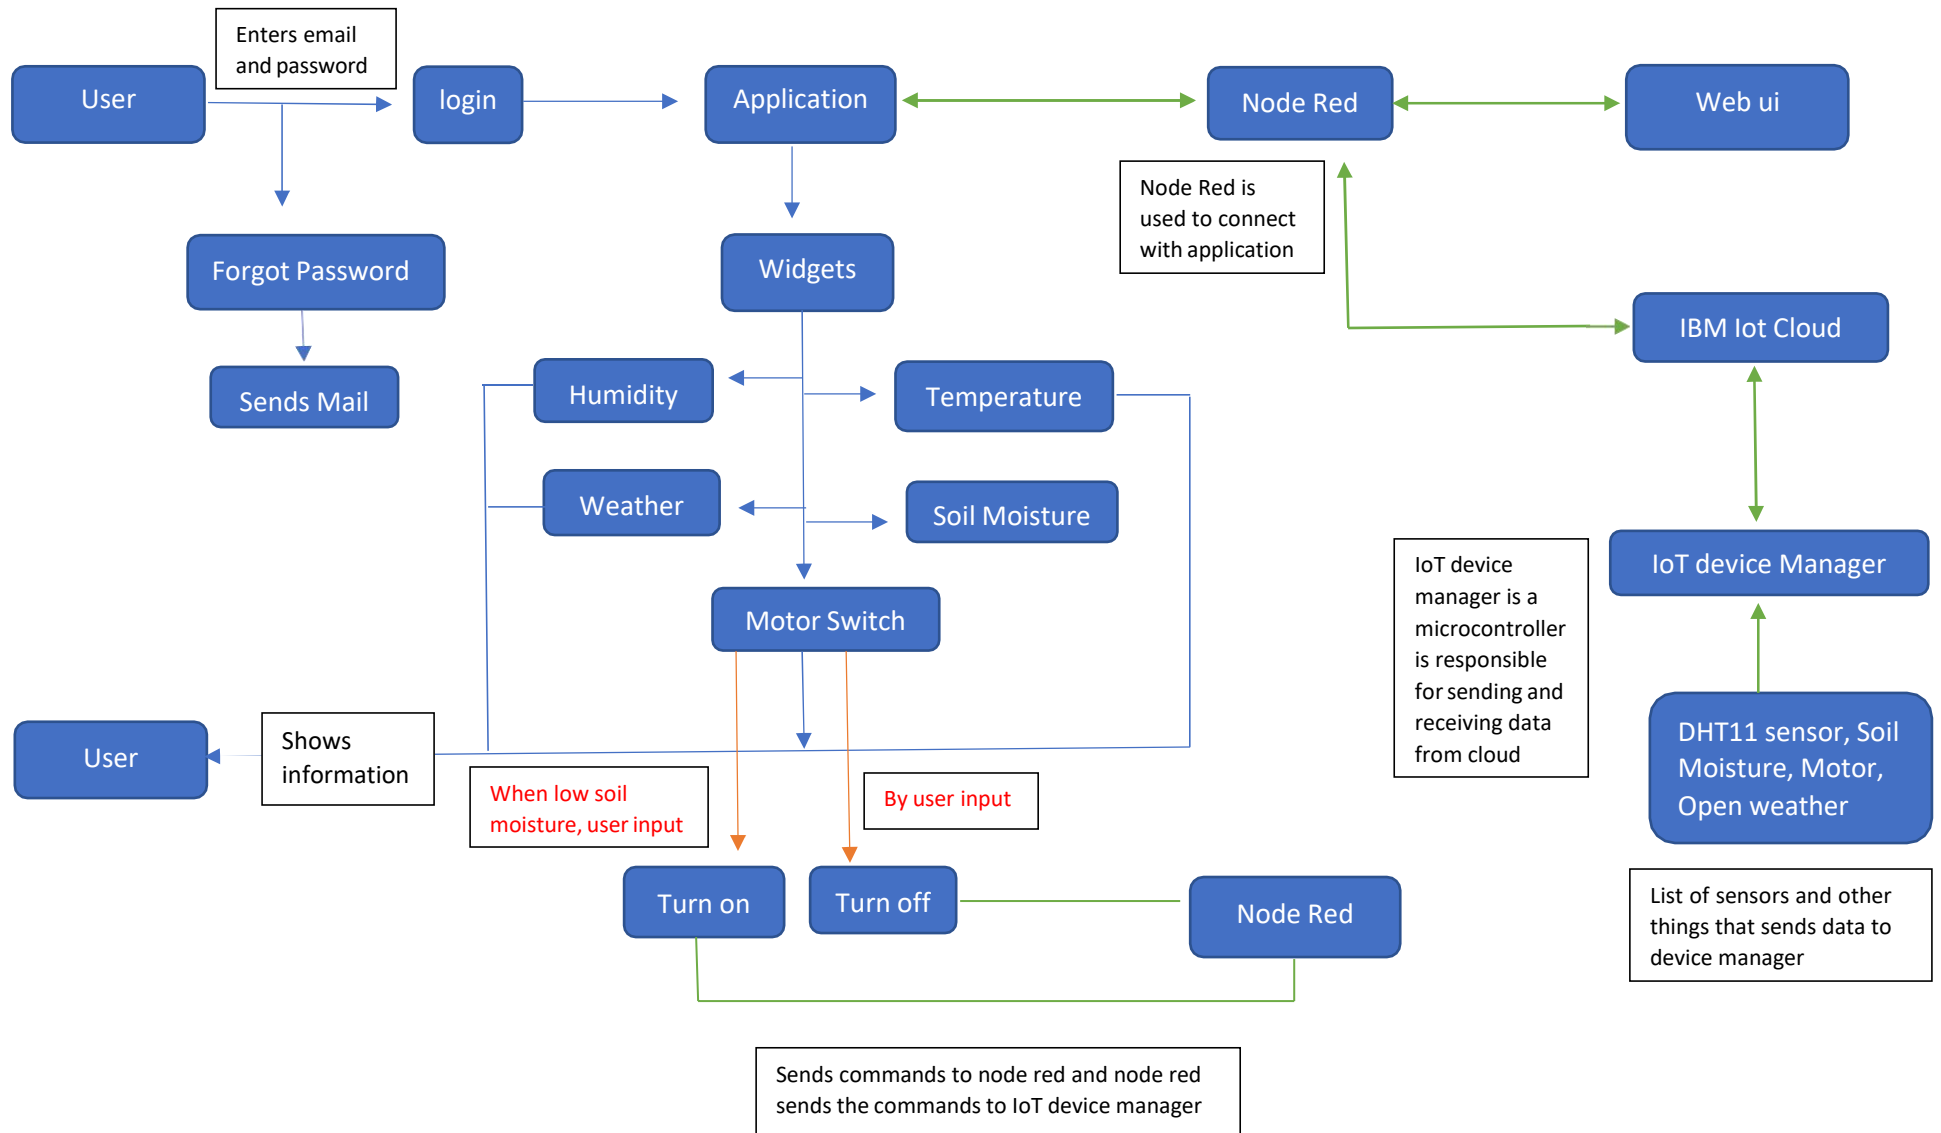 Enters email
and password
User
login
Application
Node Red
Web ui
Node Red is
used to connect
with application
Forgot Password
Widgets
IBM Iot Cloud
Sends Mail
Humidity
Temperature
Weather
Soil Moisture
IoT device Manager
IoT device
manager is a
microcontroller
is responsible
for sending and
receiving data
from cloud
Motor Switch
DHT11 sensor, Soil
Moisture, Motor,
Open weather
User
Shows
information
When low soil
moisture, user input
By user input
Turn on
Turn off
Node Red
List of sensors and other
things that sends data to
device manager
Sends commands to node red and node red
sends the commands to IoT device manager